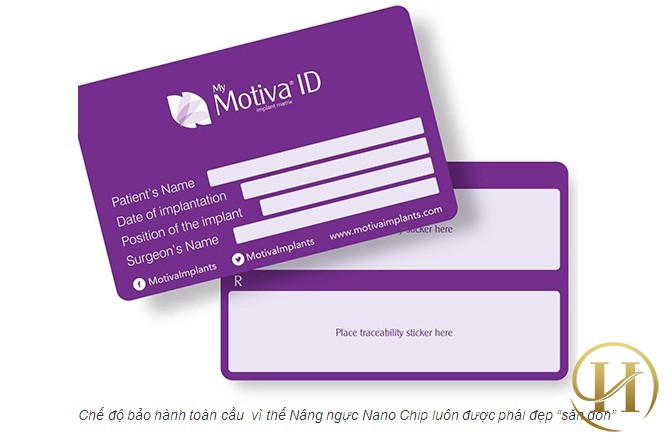 My
Motiva® ID
implant matrix
Patient's Name
Date of implantation
Position of the implant
Surgeon's Name
MotivaImplants
MotivaImplants
www.motivaimplants.com
sticker here
R
Place traceability sticker here
H
Chế độ bảo hành toàn cầu vì thế Nâng ngực Nano Chip luôn được phái đẹp “săn đón”